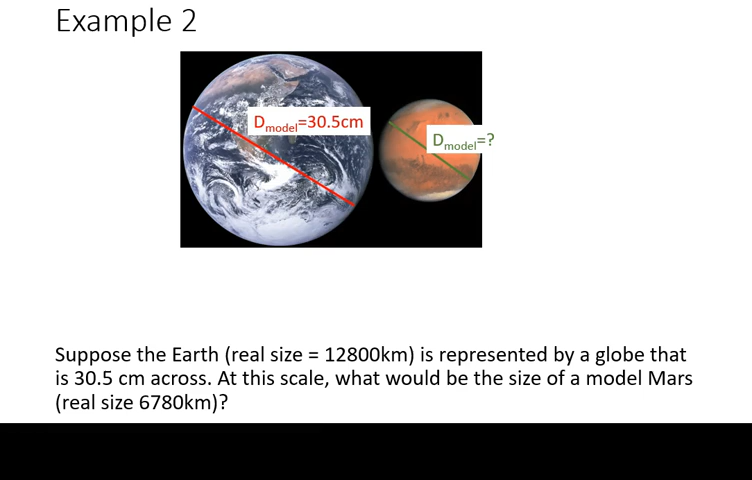 Example 2
Dmodel=30.5cm
Dmodel=?
Suppose the Earth (real size = 12800km) is represented by a globe that
is 30.5 cm across. At this scale, what would be the size of a model Mars
(real size 6780km)?